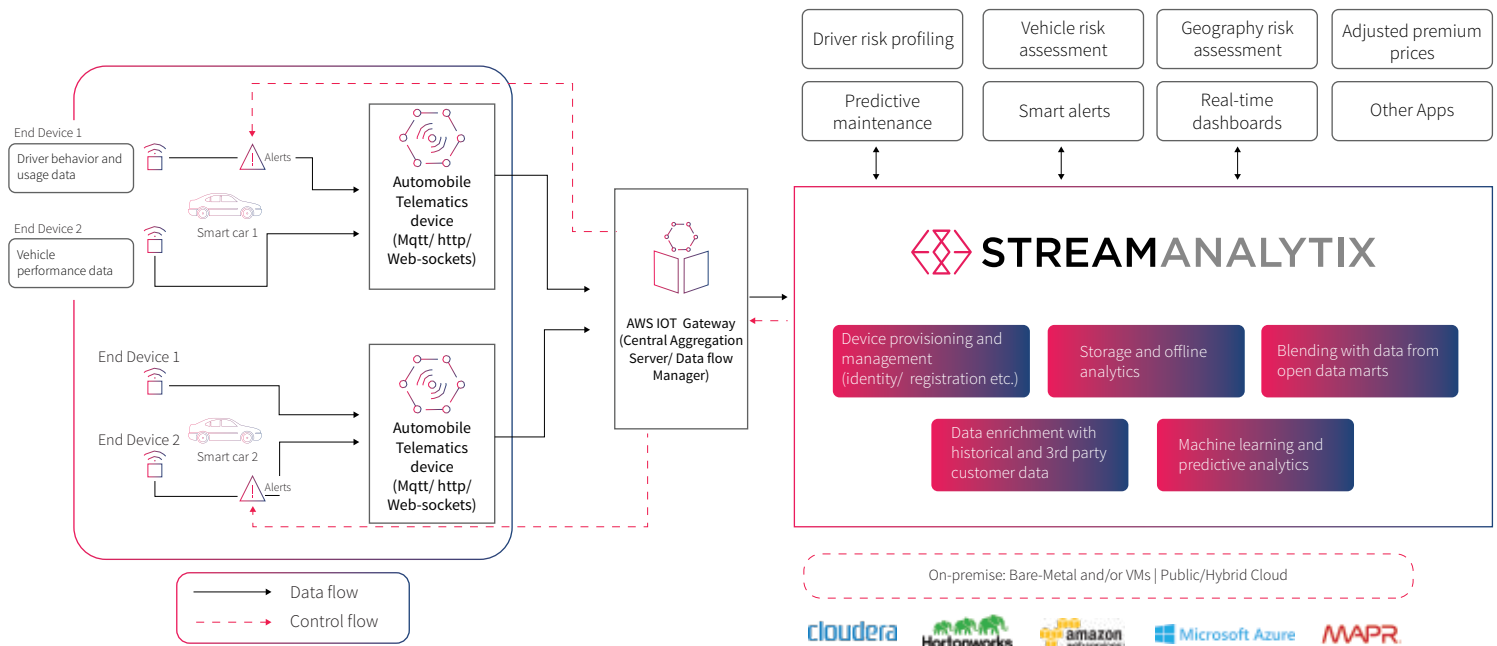 Driver risk profiling
Vehicle risk
assessment
Geography risk
assessment
Adjusted premium
prices
Predictive
maintenance
Smart alerts
Real-time
dashboards
Other Apps
End Device 1
Driver behavior and
usage data
Alerts
Smart car 1
End Device 2
Vehicle
performance data
Automobile
Telematics
device
(Mqtt/ http/
Web-sockets)
End Device 1
End Device 2
Smart car 2
Alerts
Automobile
Telematics
device
(Mqtt/ http/
Web-sockets)
AWS IOT Gateway
(Central Aggregation
Server/ Data flow
Manager)
STREAMANALYTIX
Device provisioning and
management
(identity/ registration etc.)
Storage and offline
analytics
Blending with data from
open data marts
Data enrichment with
historical and 3rd party
customer data
Machine learning and
predictive analytics
Data flow
Control flow
On-premise: Bare-Metal and/or VMs | Public/Hybrid Cloud
cloudera
Hortonworks
amazon
Microsoft Azure
MAPR